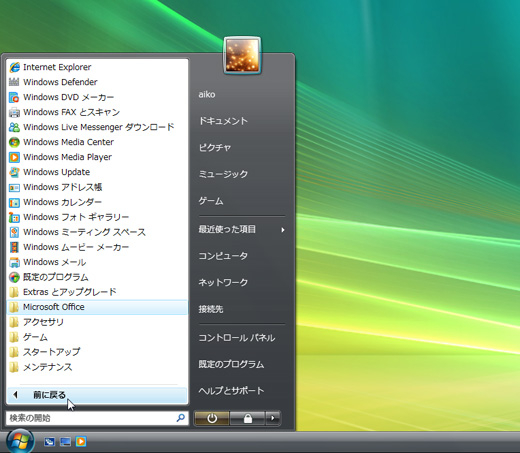 Internet Explorer
Windows Defender
Windows DVD メーカー
Windows FAX とスキャン
Windows Live Messenger ダウンロード
Windows Media Center
Windows Media Player
Windows Update
Windows アドレス帳
Windows カレンダー
Windows フォト ギャラリー
Windows ミーティング スペース
Windows ムービー メーカー
Windows メール
既定のプログラム
Extras とアップグレード
Microsoft Office
アクセサリ
ゲーム
スタートアップ
メンテナンス
前に戻る
検索の開始
aiko
ドキュメント
ピクチャ
ミュージック
ゲーム
最近使った項目
コンピュータ
ネットワーク
接続先
コントロール パネル
既定のプログラム
ヘルプとサポート